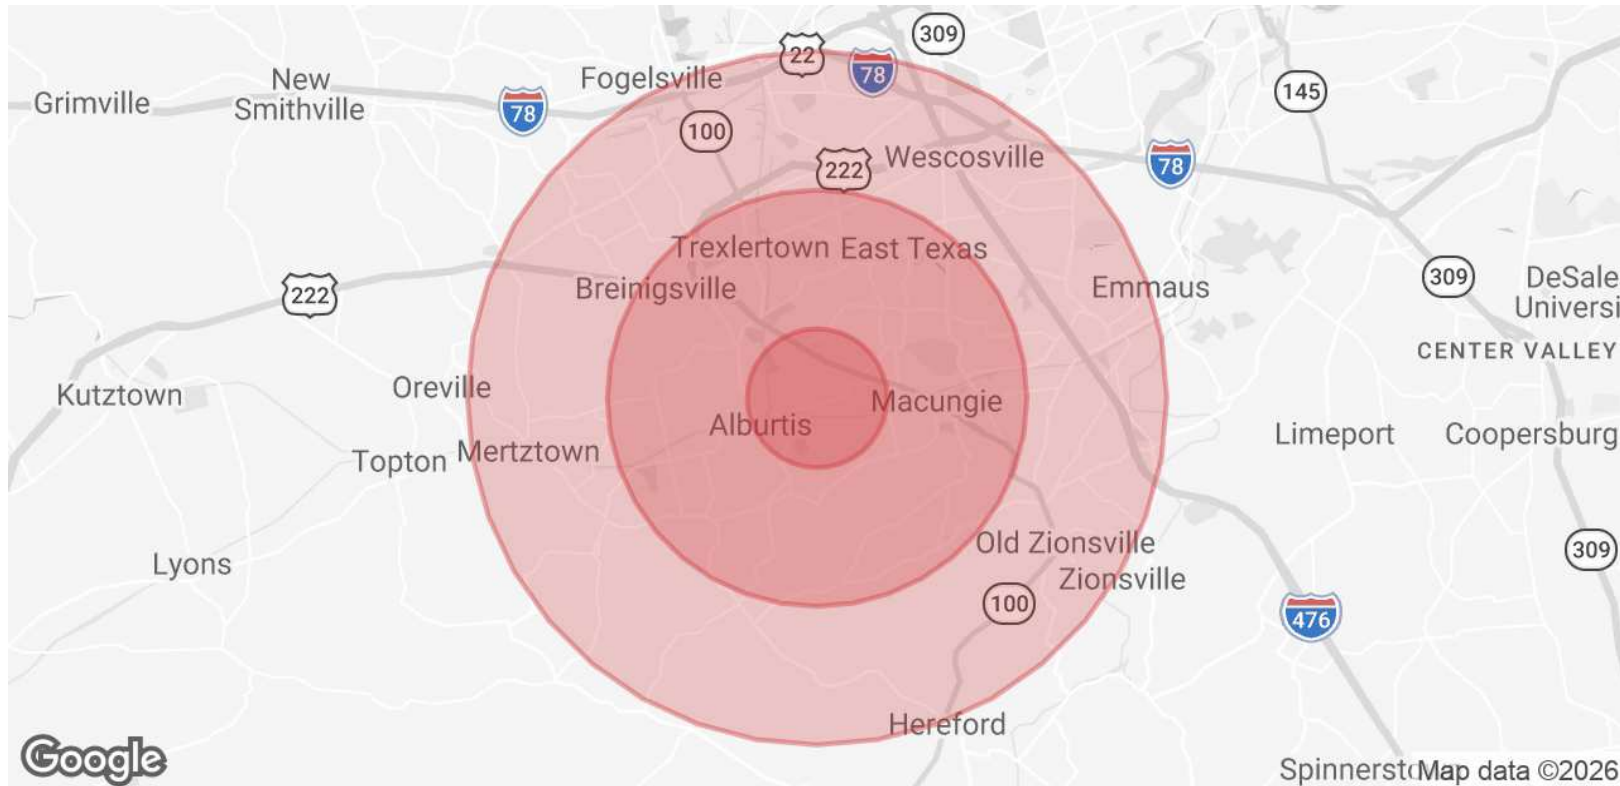 309
22
78
New
Smithville
Fogelsville
Grimville
78
145
100
Wescosville
222
78
Trexlertown
East Texas
309
DeSale
Universi
222
Breinigsville
Emmaus
CENTER VALLEY
Kutztown
Oreville
Macungie
Alburtis
Limeport
Coopersburg
Topton
Mertztown
Old Zionsville
309
Lyons
Zionsville
100
476
Hereford
Google
Map data ©2026